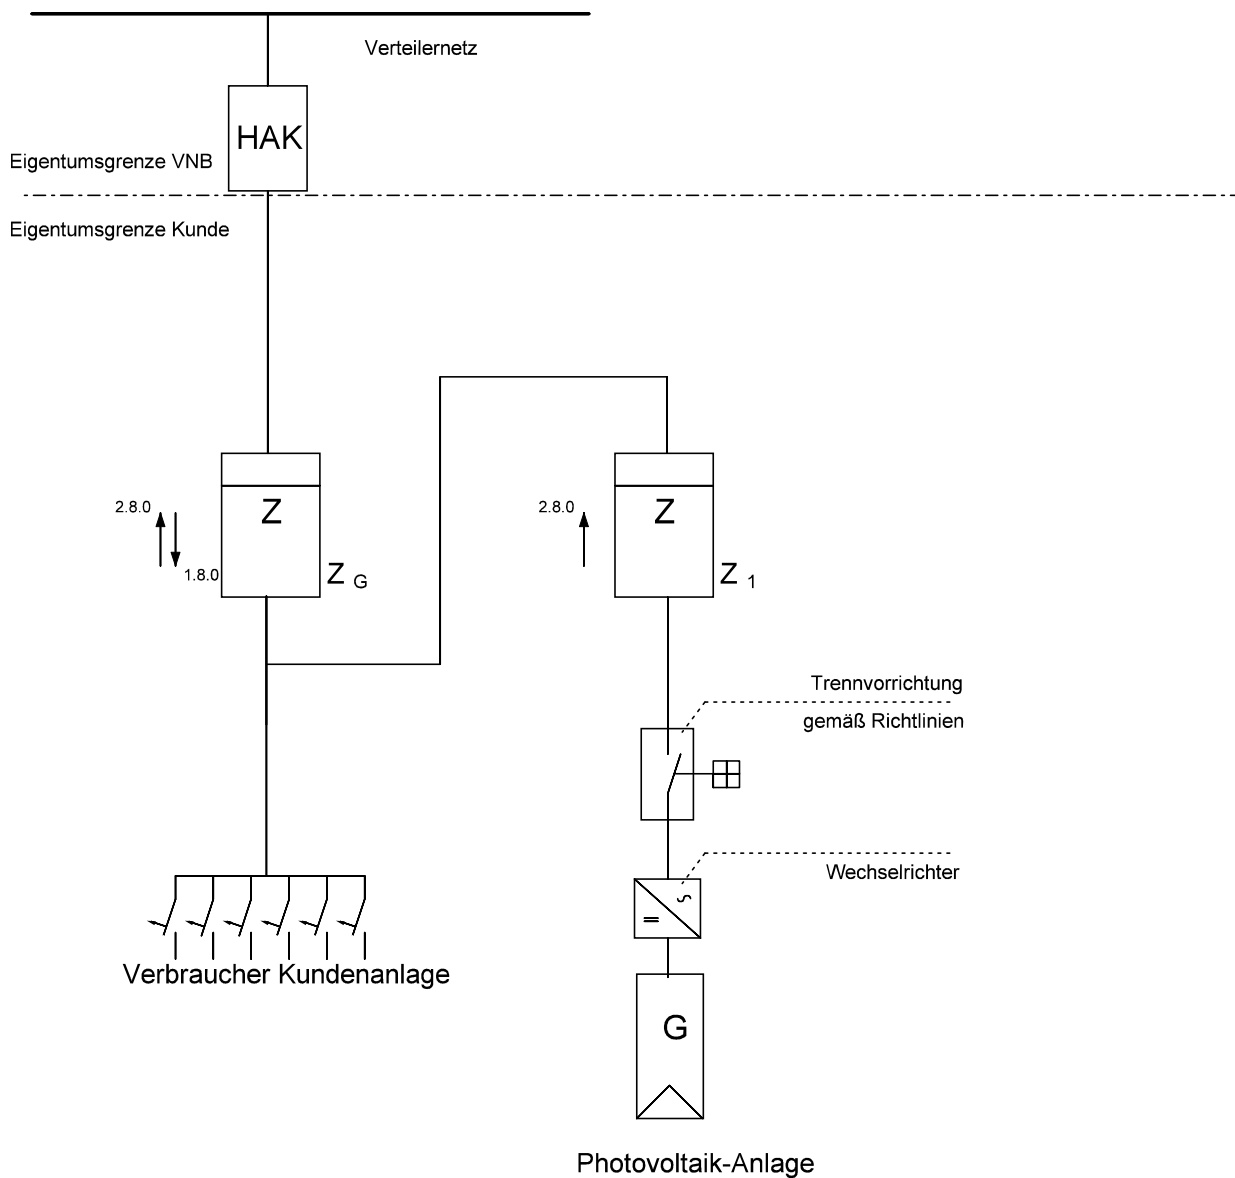 Verteilernetz
HAK
Eigentumsgrenze VNB
Eigentumsgrenze Kunde
2.8.0
Z
1.8.0
Z G
2.8.0
Z
Z 1
Trennvorrichtung
gemäß Richtlinien
Wechselrichter
Verbraucher Kundenanlage
G
Photovoltaik-Anlage